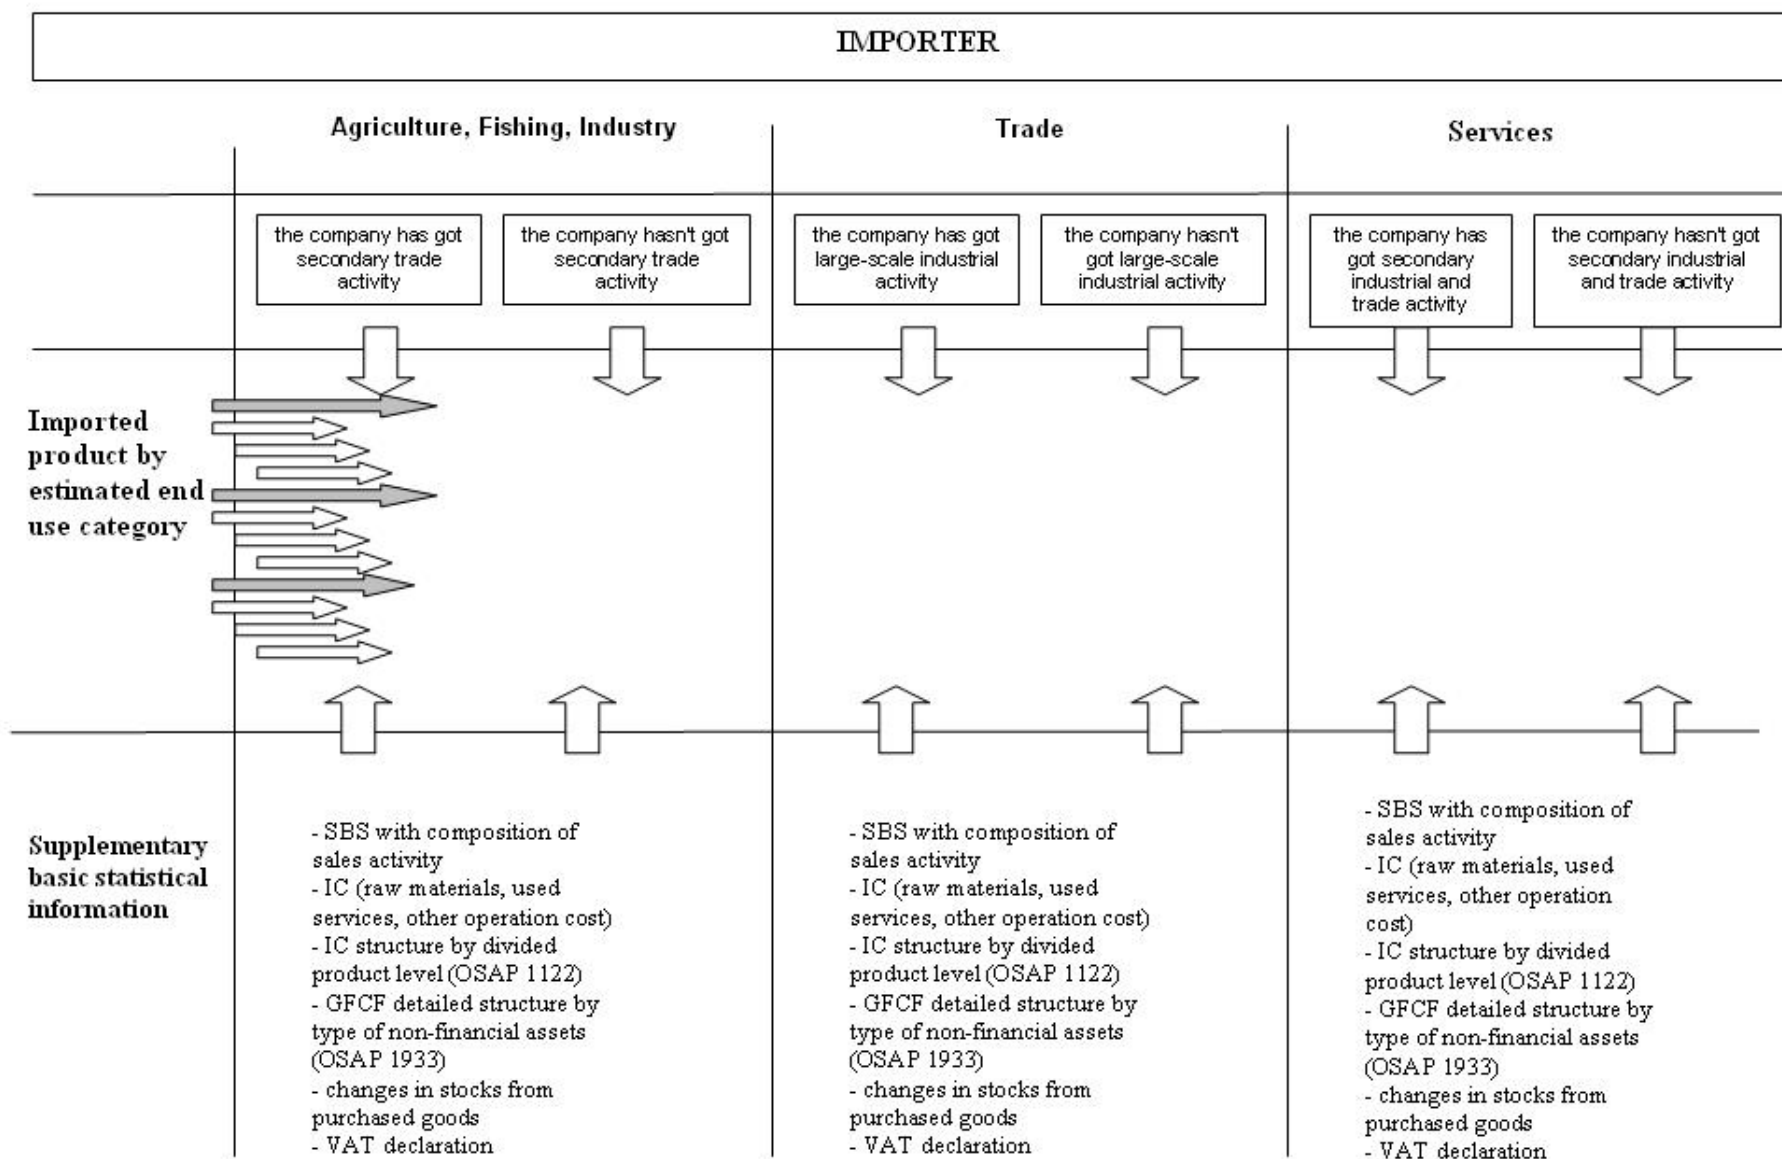 IMPORTER
Agriculture, Fishing, Industry
Trade
Services
the company has got
secondary trade
activity
the company hasn't got
secondary trade
activity
the company has got
large-scale industrial
activity
the company hasn't
got large-scale
industrial activity
the company has
got secondary
industrial and
trade activity
the company hasn't got
secondary industrial
and trade activity
Imported
product by
estimated end
use category
Supplementary
basic statistical
information
- SBS with composition of
sales activity
- IC (raw materials, used
services, other operation cost)
- IC structure by divided
product level (OSAP 1122)
- GFCF detailed structure by
type of non-financial assets
(OSAP 1933)
- changes in stocks from
purchased goods
- VAT declaration
- SBS with composition of
sales activity
- IC (raw materials, used
services, other operation cost)
- IC structure by divided
product level (OSAP 1122)
- GFCF detailed structure by
type of non-financial assets
(OSAP 1933)
- changes in stocks from
purchased goods
- VAT declaration
- SBS with composition of
sales activity
- IC (raw materials, used
services, other operation
cost)
- IC structure by divided
product level (OSAP 1122)
- GFCF detailed structure by
type of non-financial assets
(OSAP 1933)
- changes in stocks from
purchased goods
- VAT declaration